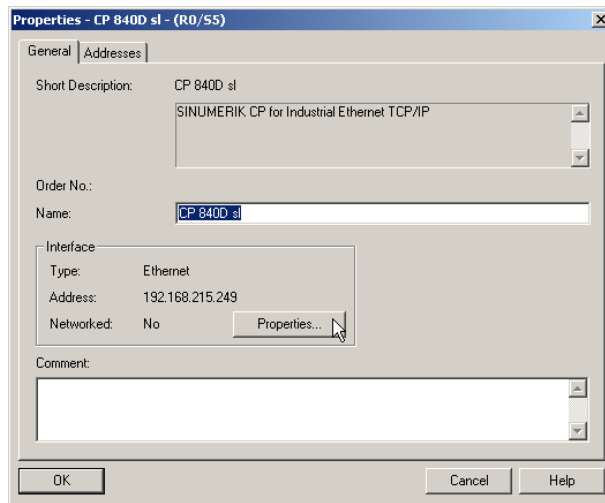 Properties - CP 840D sl - (R0/S5)
General Addresses
Short Description: CP 840D sl
SINUMERIK CP for Industrial Ethernet TCP/IP
Order No.:
Name: CP 840D sl
Interface
Type: Ethernet
Address: 192.168.215.249
Networked: No Properties...
Comment:
OK Cancel Help